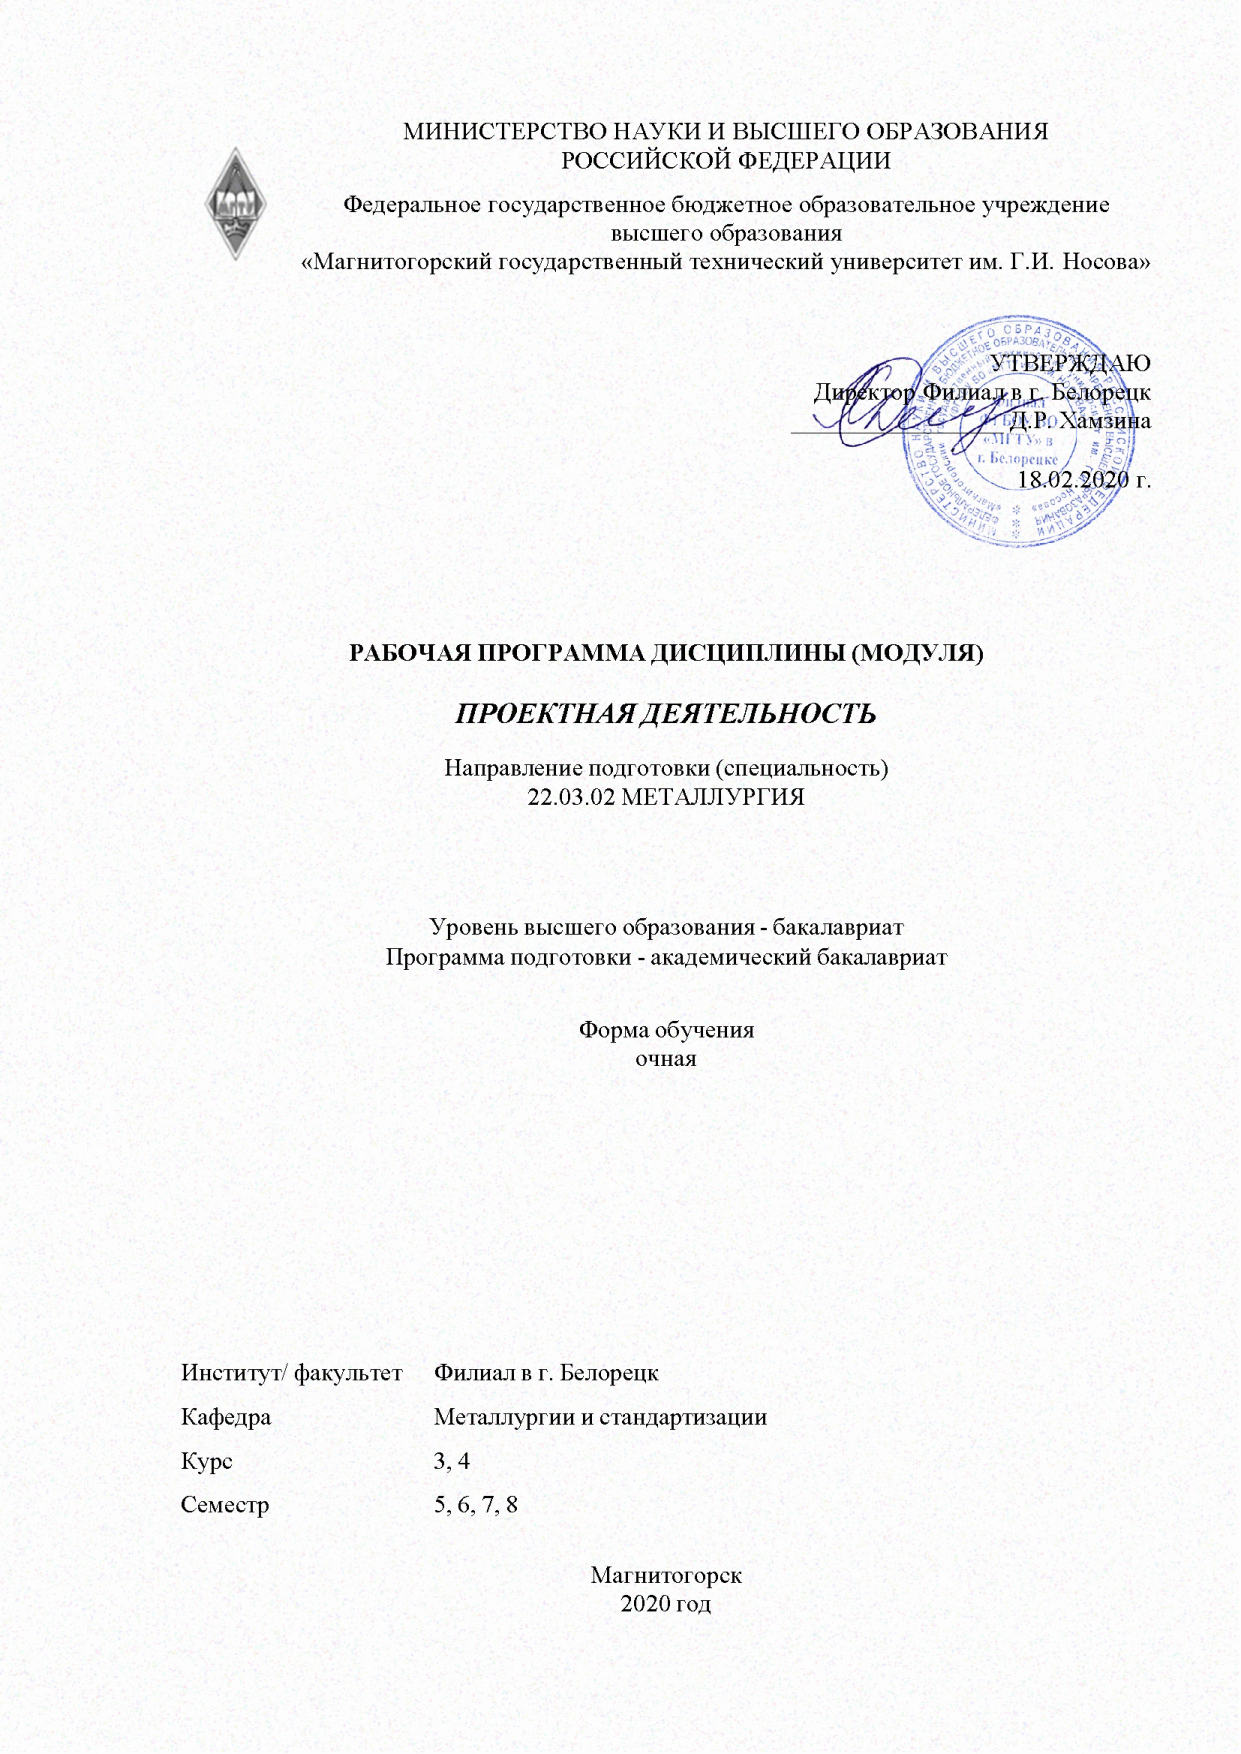 МИНИСТЕРСТВО НАУКИ И ВЫСШЕГО ОБРАЗОВАНИЯ
РОССИЙСКОЙ ФЕДЕРАЦИИ
Федеральное государственное бюджетное образовательное учреждение
высшего образования
«Магнитогорский государственный технический университет им. Г.И. Носова»
УТВЕРЖДАЮ
Директор Филиал в г. Белорецк
Д.Р. Хамзина
«МГТУ» в
г. Белорецке
18.02.2020 г.
РАБОЧАЯ ПРОГРАММА ДИСЦИПЛИНЫ (МОДУЛЯ)
ПРОЕКТНАЯ ДЕЯТЕЛЬНОСТЬ
Направление подготовки (специальность)
22.03.02 МЕТАЛЛУРГИЯ
Уровень высшего образования - бакалавриат
Программа подготовки - академический бакалавриат
Форма обучения
очная
Институт/ факультет Филиал в г. Белорецк
Кафедра Металлургии и стандартизации
Курс 3, 4
Семестр 5, 6, 7, 8
Магнитогорск
2020 год